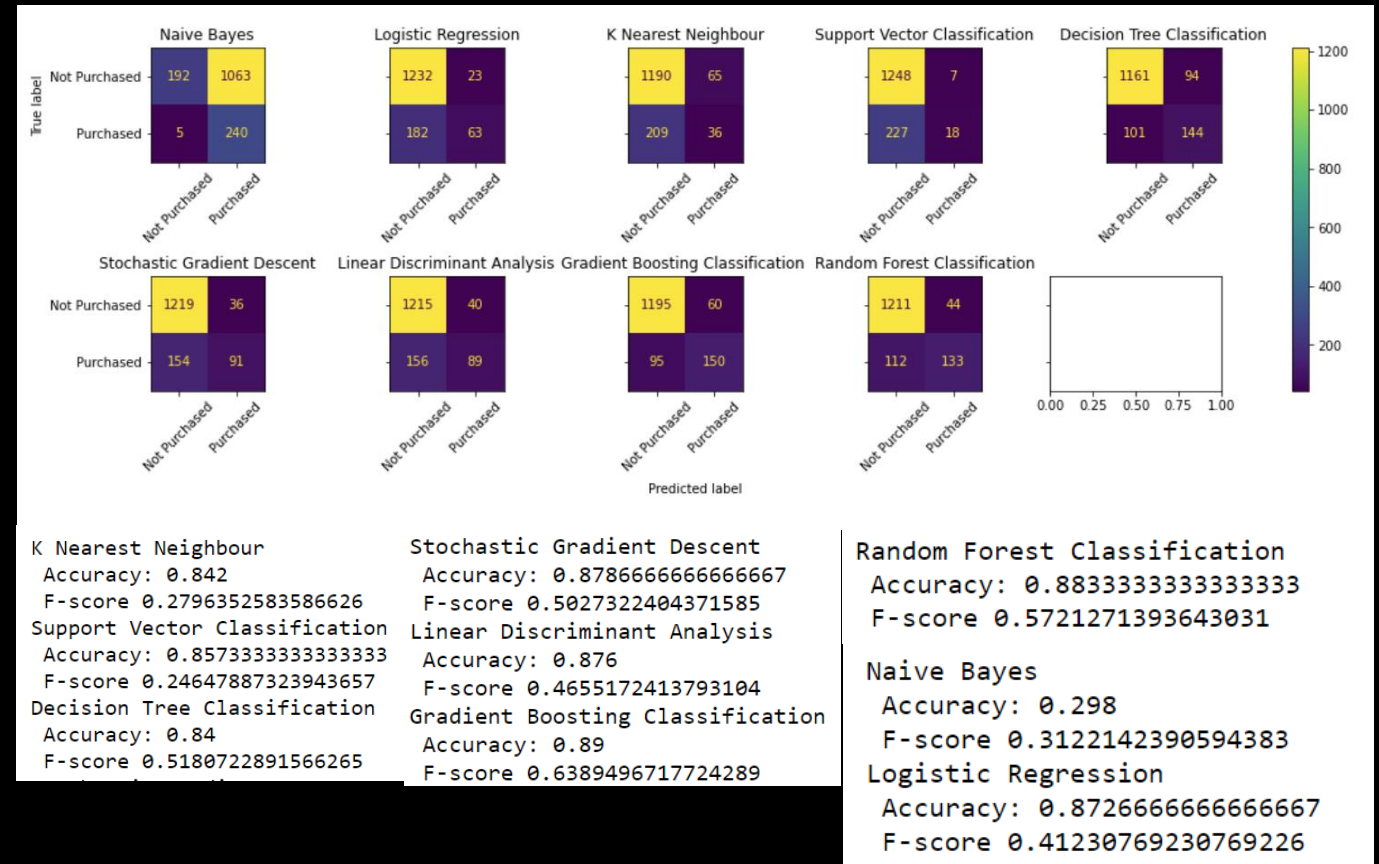 Naive Bayes
Logistic Regression
K Nearest Neighbour
Support Vector Classification
Decision Tree Classification
True label
Not Purchased
192 1063
1232 23
1190 65
1248 7
1161 94
Purchased
5 240
182 63
209 36
227 18
101 144
Not Purchased Purchased
Not Purchased Purchased
Not Purchased Purchased
Not Purchased Purchased
Not Purchased Purchased
1200
1000
800
600
400
200
Stochastic Gradient Descent
Linear Discriminant Analysis
Gradient Boosting Classification
Random Forest Classification
Not Purchased
1219 36
1215 40
1195 60
1211 44
Purchased
154 91
156 89
95 150
112 133
Not Purchased Purchased
Not Purchased Purchased
Not Purchased Purchased
Not Purchased Purchased
0.00 0.25 0.50 0.75 1.00
Predicted label
K Nearest Neighbour
Accuracy: 0.842
F-score 0.2796352583586626
Support Vector Classification
Accuracy: 0.8573333333333333
F-score 0.24647887323943657
Decision Tree Classification
Accuracy: 0.84
F-score 0.5180722891566265
Stochastic Gradient Descent
Accuracy: 0.8786666666666667
F-score 0.5027322404371585
Linear Discriminant Analysis
Accuracy: 0.876
F-score 0.4655172413793104
Gradient Boosting Classification
Accuracy: 0.89
F-score 0.6389496717724289
Random Forest Classification
Accuracy: 0.8833333333333333
F-score 0.5721271393643031
Naive Bayes
Accuracy: 0.298
F-score 0.3122142390594383
Logistic Regression
Accuracy: 0.8726666666666667
F-score 0.41230769230769226